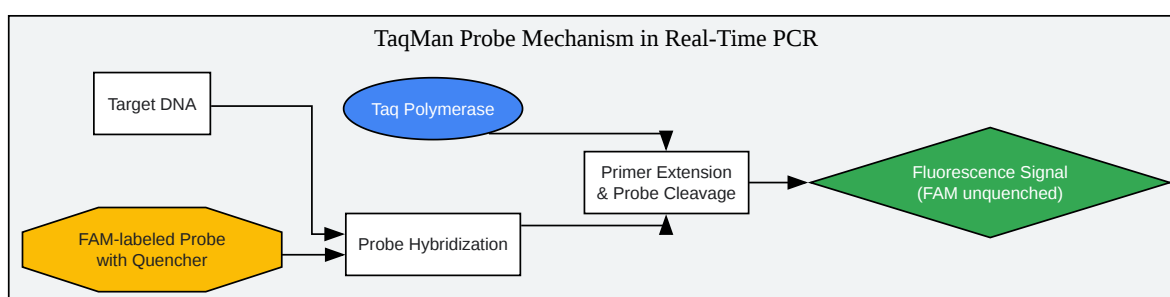 TaqMan Probe Mechanism in Real-Time PCR
Target DNA
Taq Polymerase
Primer Extension
& Probe Cleavage
Fluorescence Signal
(FAM unquenched)
FAM-labeled Probe
with Quencher
Probe Hybridization